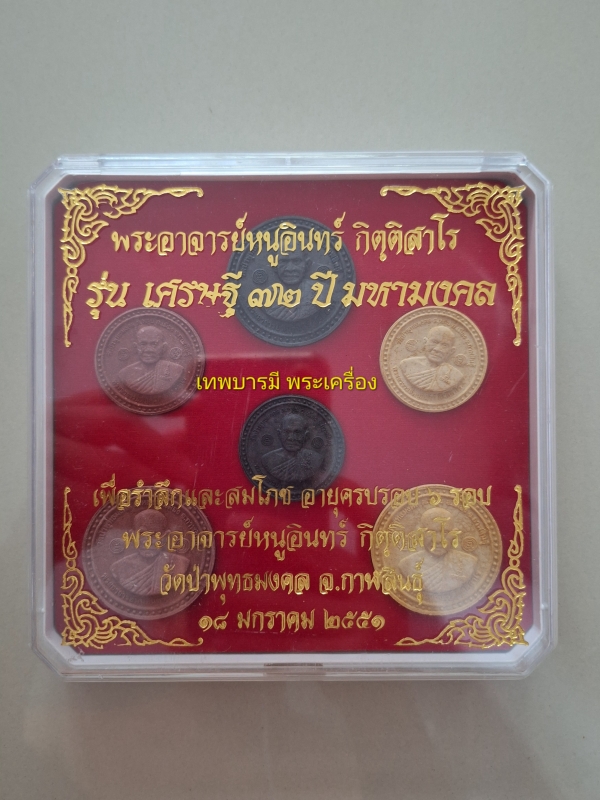 พระอาจารย์หนูอินทร์ กิตฺติสาโร
รุ่น เศรษฐี ๗๒ ปี มหามงคล
เทพบารมี พระเครื่อง
เพื่อรำลึกและสมโภช อายุครบรอบ ๖ รอบ
พระอาจารย์หนูอินทร์ กิตฺติสาโร
วัดป่าพุทธมงคล จ.กาฬสินธุ์
๑๘ มกราคม ๒๕๕๑